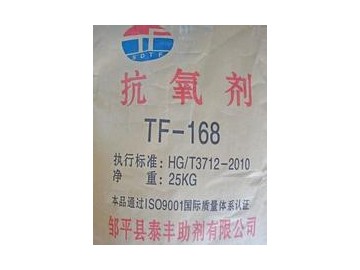 TF
SDTF
抗氧剂
TF-168
执行标准：HG/T3712-2010
净 重：25KG
本品通过ISO9001国际质量体系认证
邹平县泰丰助剂有限公司